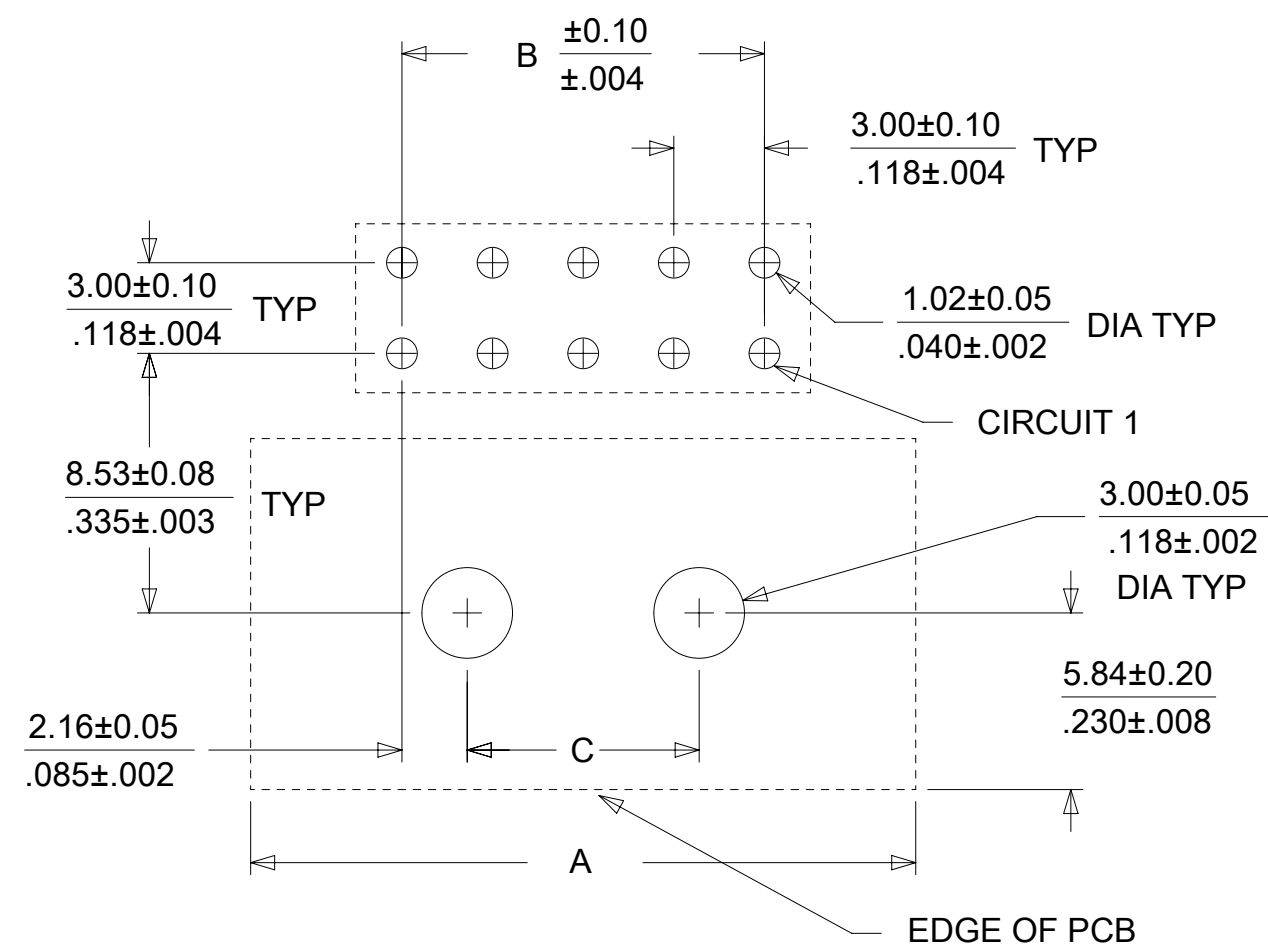 B ±0.10
±.004
3.00±0.10
.118±.004
TYP
3.00±0.10
.118±.004
TYP
1.02±0.05
.040±.002
DIA TYP
CIRCUIT 1
8.53±0.08
.335±.003
TYP
3.00±0.05
.118±.002
DIA TYP
5.84±0.20
.230±.008
2.16±0.05
.085±.002
C
A
EDGE OF PCB